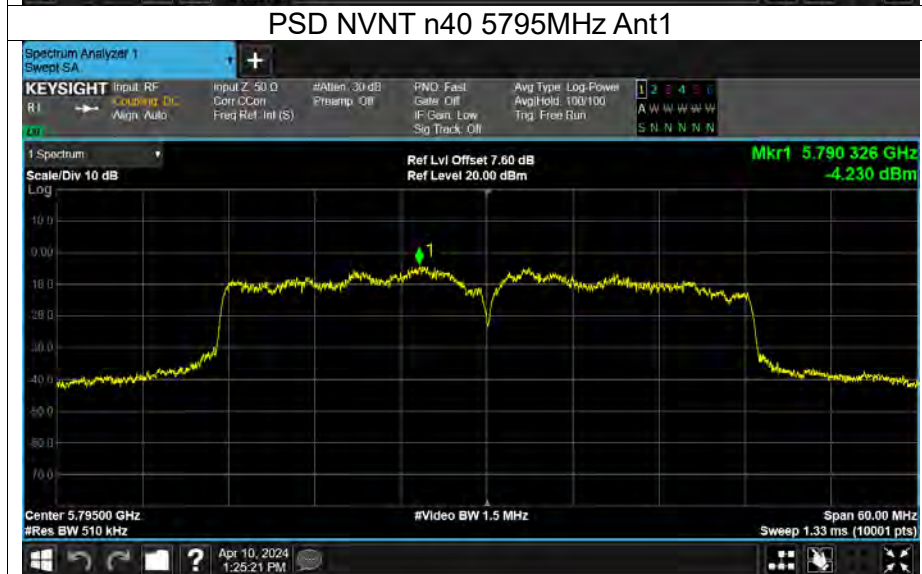 PSD NVNT n40 5795MHz Ant1
Spectrum Analyzer 1
Swept SA
+
KEYSIGHT Input: RF Input Z: 50 Ω #Atten: 30 dB PNO: Fast Avg Type: Log-Power 1 2 3 4 5 6
R L Coupling: DC Corr CCorr Preamp: Off Gate: Off Avg|Hold: 100/100 A W W W W W
Align: Auto Freq Ref: Int (S) IF Gain: Low Trig: Free Run
Sig Track: Off S N N N N N
1 Spectrum Ref Lvl Offset 7.60 dB Mkr1 5.790 326 GHz
Scale/Div 10 dB Ref Level 20.00 dBm -4.230 dBm
Log
10.0
0.00
1
-10.0
-20.0
-30.0
-40.0
-50.0
-60.0
-70.0
Center 5.79500 GHz #Video BW 1.5 MHz Span 60.00 MHz
#Res BW 510 kHz Sweep 1.33 ms (10001 pts)
? Apr 10, 2024
1:25:21 PM